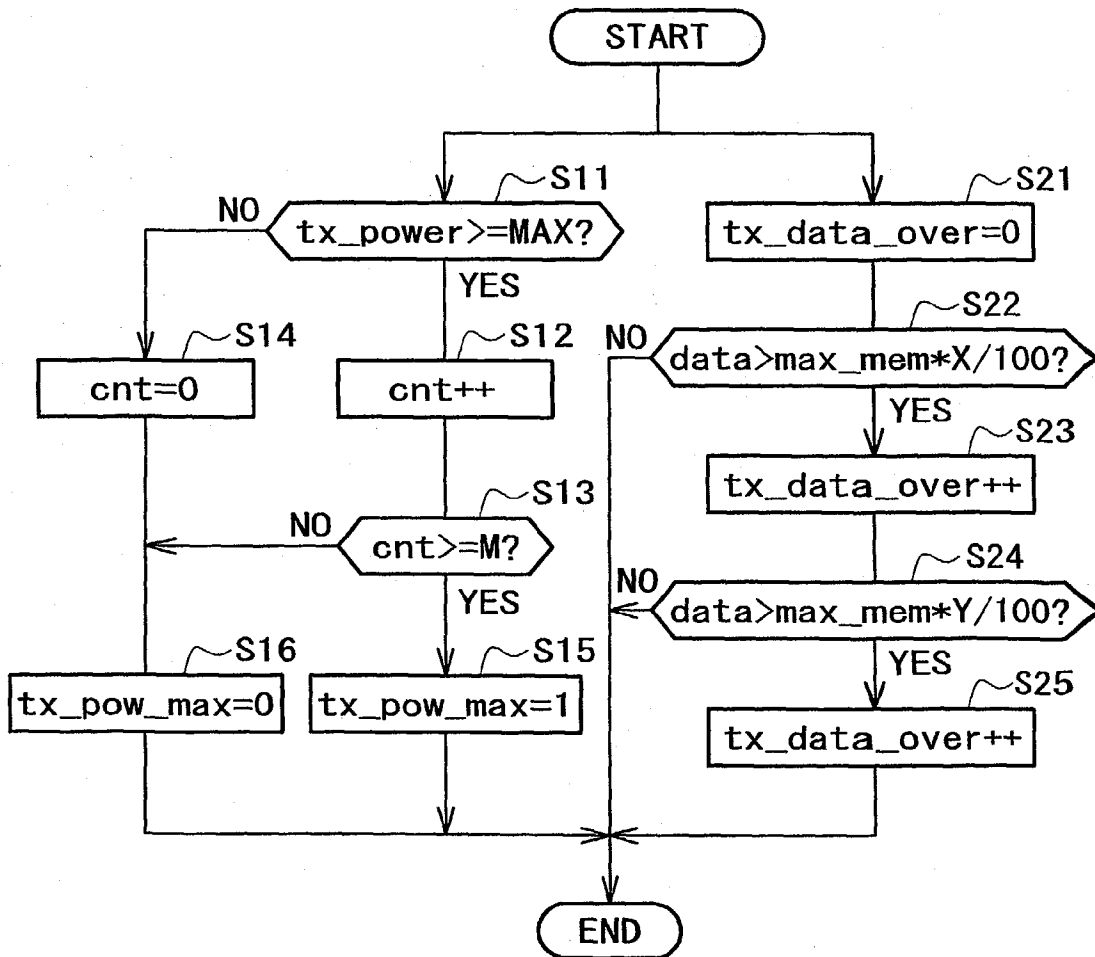 START
S11
NO
tx_power>=MAX?
YES
S14
cnt=0
S12
cnt++
S13
NO
cnt>=M?
YES
S16
tx_pow_max=0
S15
tx_pow_max=1
S21
tx_data_over=0
S22
NO
data>max_mem*X/100?
YES
S23
tx_data_over++
S24
NO
data>max_mem*Y/100?
YES
S25
tx_data_over++
END